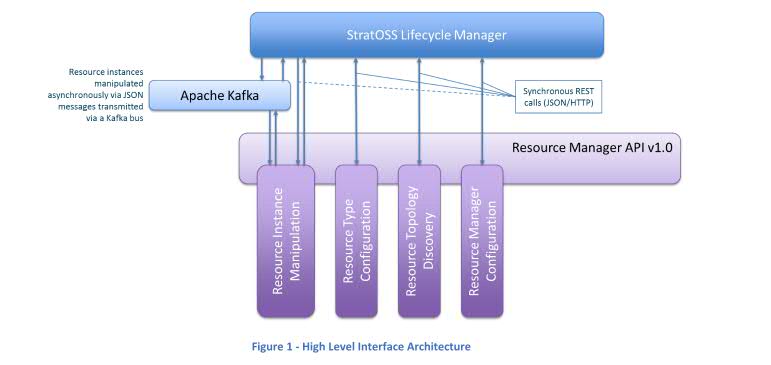 StratOSS Lifecycle Manager
Resource instances
manipulated
asynchronously via JSON
messages transmitted
via a Kafka bus
Apache Kafka
Synchronous REST
calls (JSON/HTTP)
Resource Manager API v1.0
Resource Instance
Manipulation
Resource Type
Configuration
Resource Topology
Discovery
Resource Manager
Configuration
Figure 1 - High Level Interface Architecture